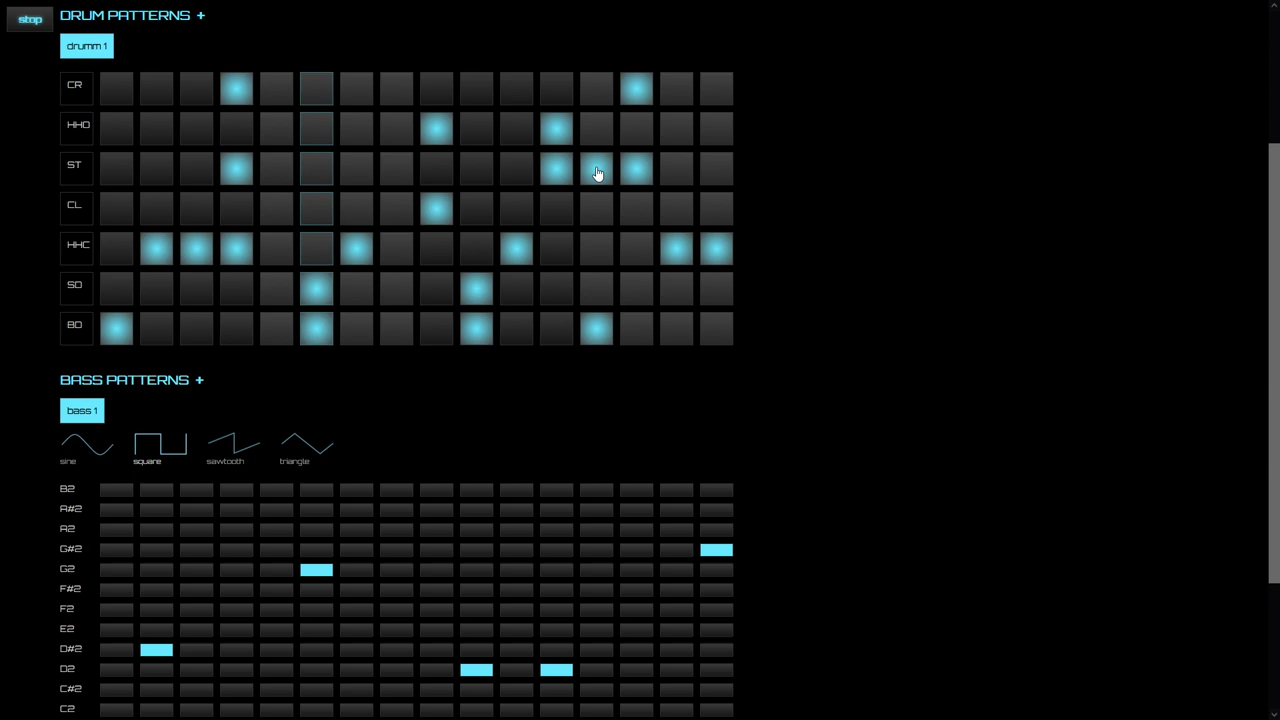 stop
DRUM PATTERNS +
drumm 1
CR
HHO
ST
CL
HHC
SD
BD
BASS PATTERNS +
bass 1
sine square sawtooth triangle
B2
A#2
A2
G#2
G2
F#2
F2
E2
D#2
D2
C#2
C2